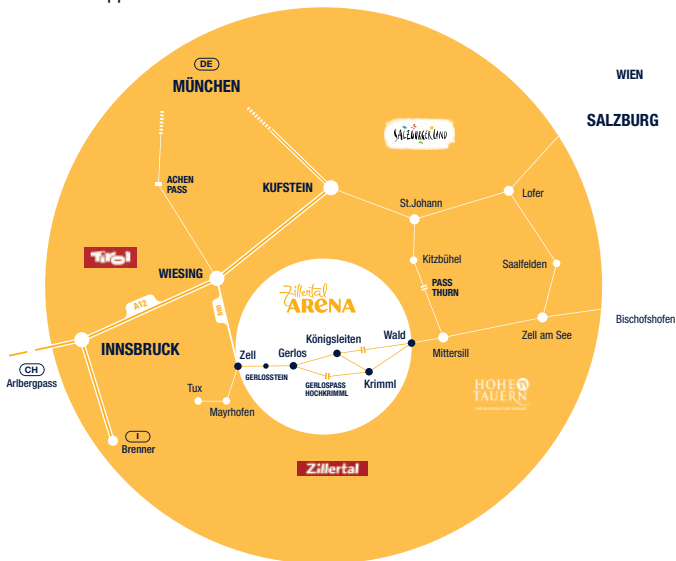 DE
MÜNCHEN
WIEN
SALZBURG
SALZBURGERLAND
ACHEN
PASS
KUFSTEIN
St.Johann
Lofer
Tirol
WIESING
Kitzbühel
Saalfelden
PASS
THURN
Zillertal
ARENA
A12
B169
INNSBRUCK
Zell
Gerlos
Königsleiten
Wald
Mittersill
Zell am See
Bischofshofen
CH
Arlbergpass
GERLOSSTEIN
GERLOSPASS
HOCHKRIMML
Krimml
Tux
Mayrhofen
HOHE
TAUERN
I
Brenner
Zillertal